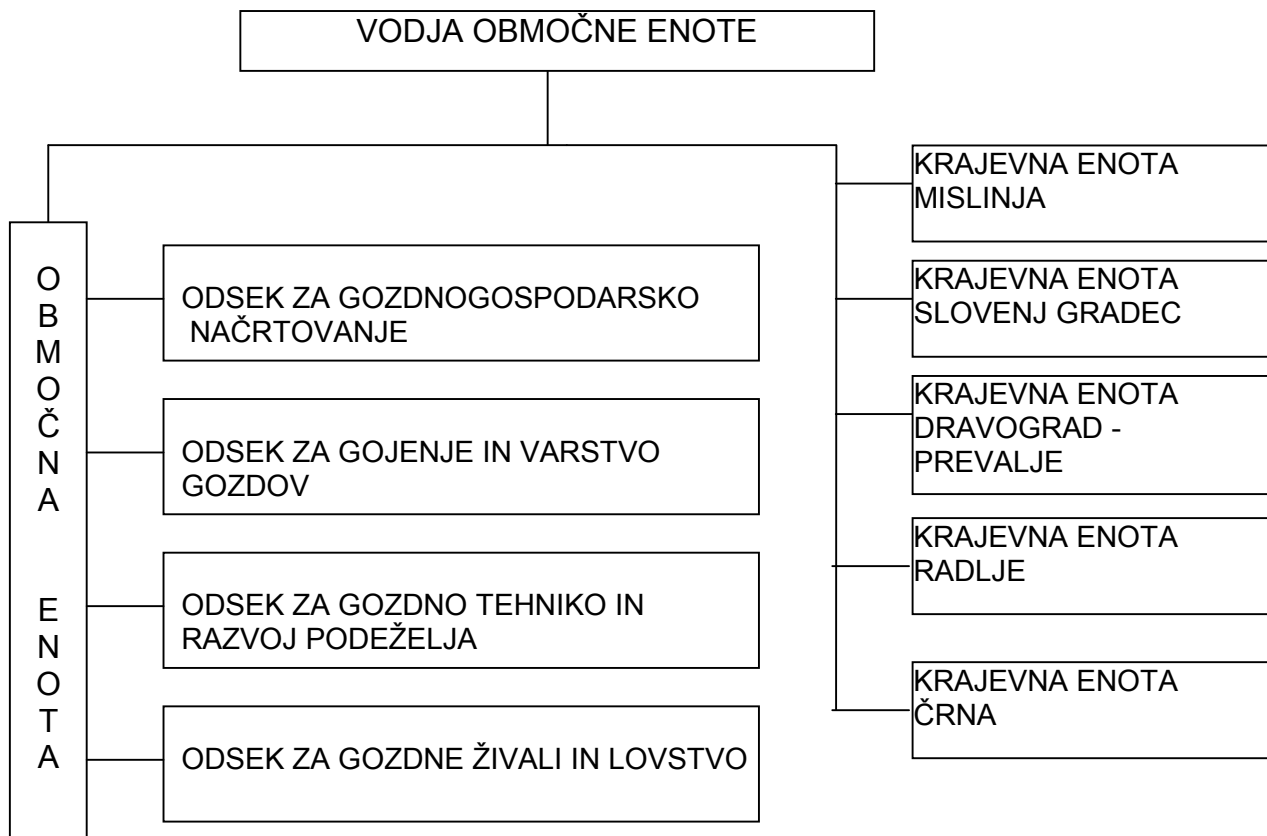 VODJA OBMOČNE ENOTE
OBMOČNA ENOTA
ODSEK ZA GOZDNOGOSPODARSKO
NAČRTOVANJE
ODSEK ZA GOJENJE IN VARSTVO
GOZDOV
ODSEK ZA GOZDNO TEHNIKO IN
RAZVOJ PODEŽELJA
ODSEK ZA GOZDNE ŽIVALI IN LOVSTVO
KRAJEVNA ENOTA
MISLINJA
KRAJEVNA ENOTA
SLOVENJ GRADEC
KRAJEVNA ENOTA
DRAVOGRAD -
PREVALJE
KRAJEVNA ENOTA
RADLJE
KRAJEVNA ENOTA
ČRNA